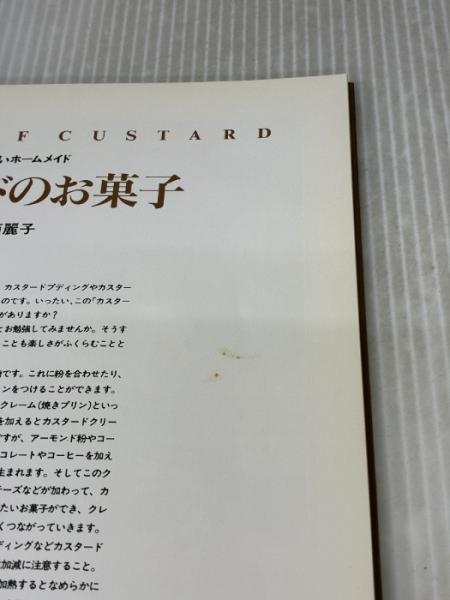 F CUSTARD
いホームメイド
ドのお菓子
麗子
カスタードプディングやカスター
のです。いったい,この「カスター
がありますか?
とお勉強してみませんか。そうす
ことも楽しさがふくらむことと
です。これに粉を合わせたり、
ンをつけることができます。
クレーム(焼きプリン)といっ
を加えるとカスタードクリー
すが、アーモンド粉やコー
コレートやコーヒーを加え
生まれます。そしてこのク
ーズなどが加わって、カ
たいお菓子ができ、クレ
くつながっていきます。
ディングなどカスタード
加減に注意すること。
加熱するとなめらかに